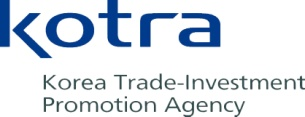 kotra
Korea Trade-Investment
Promotion Agency